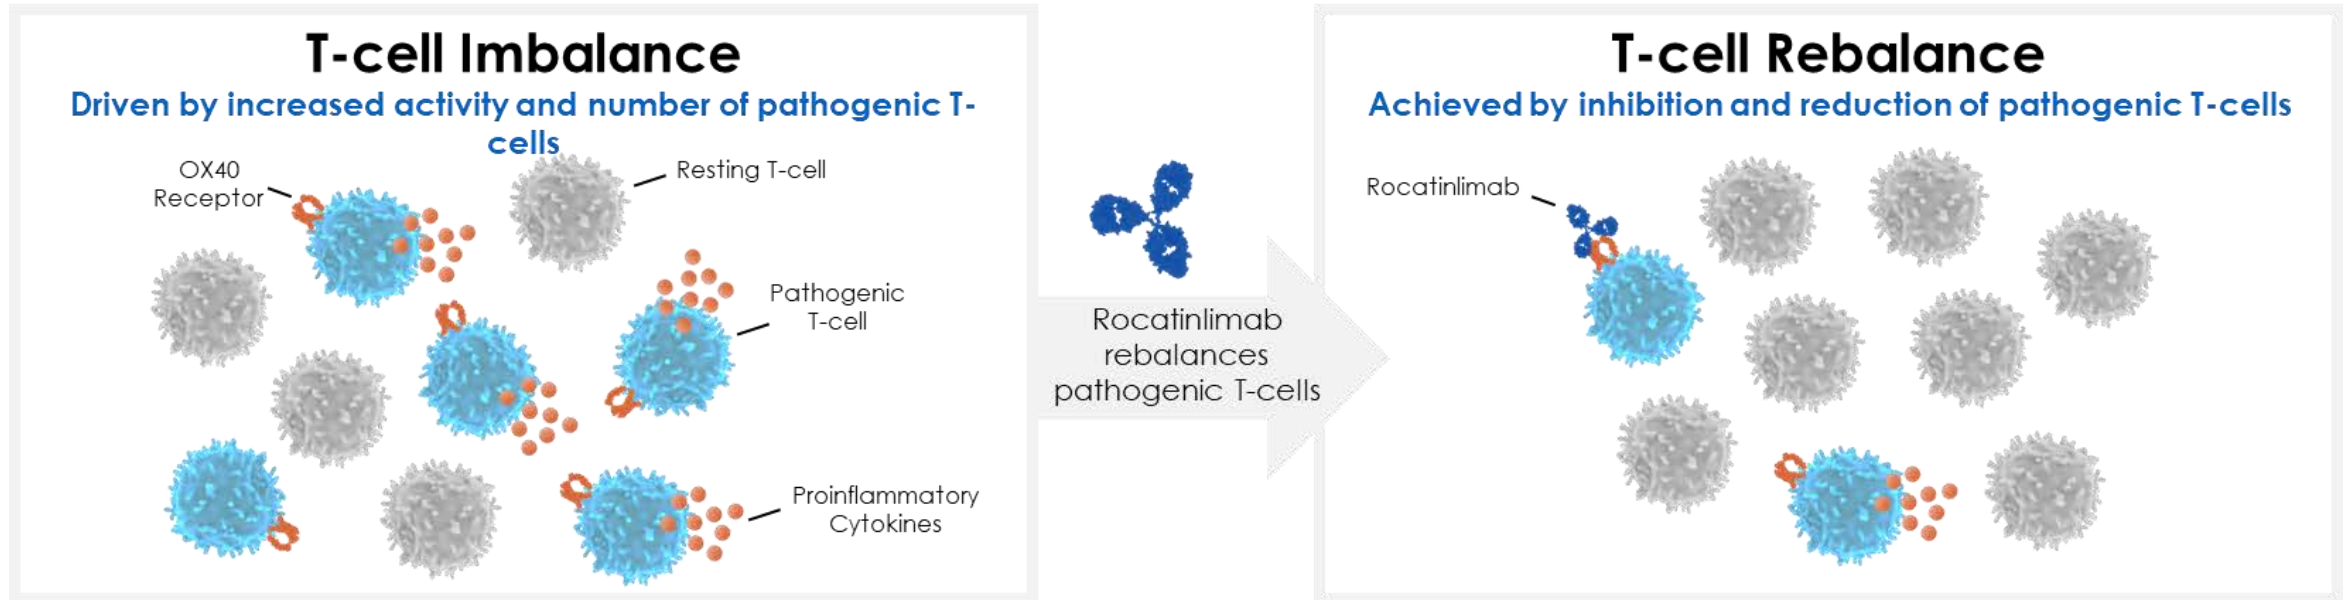 T-cell Imbalance
Driven by increased activity and number of pathogenic T-
cells
OX40
Receptor
Resting T-cell
Pathogenic
T-cell
Proinflammatory
Cytokines
Rocatinlimab
rebalances
pathogenic T-cells
T-cell Rebalance
Achieved by inhibition and reduction of pathogenic T-cells
Rocatinlimab